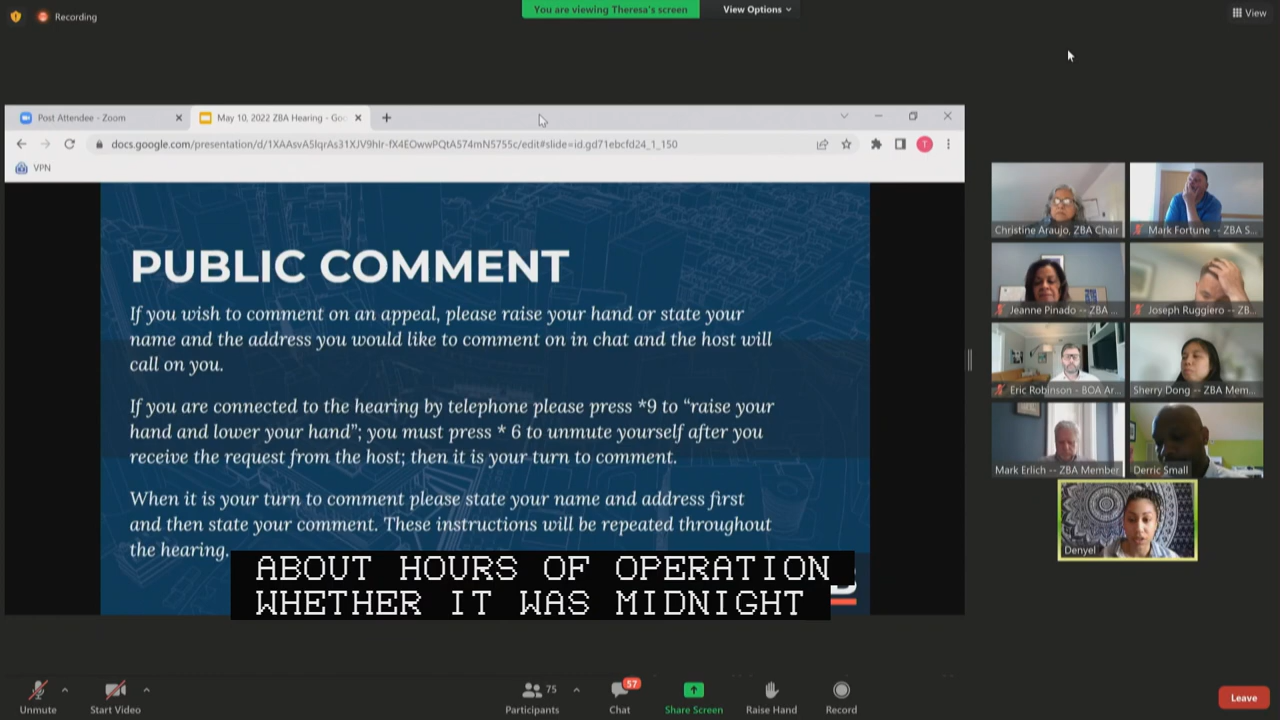 Recording
You are viewing Theresa's screen
View Options
View
Post Attendee - Zoom
May 10, 2022 ZBA Hearing - Goo
docs.google.com/presentation/d/1XAAsvA5lqrAs31XJV9hIr-fX4EOwwPQtA574mN5755c/edit#slide=id.gd71ebcfd24_1_150
T
VPN
PUBLIC COMMENT
If you wish to comment on an appeal, please raise your hand or state your
name and the address you would like to comment on in chat and the host will
call on you.
If you are connected to the hearing by telephone please press *9 to “raise your
hand and lower your hand”; you must press * 6 to unmute yourself after you
receive the request from the host; then it is your turn to comment.
When it is your turn to comment please state your name and address first
and then state your comment. These instructions will be repeated throughout
the hearing.
ABOUT HOURS OF OPERATION
WHETHER IT WAS MIDNIGHT
Christine Araujo, ZBA Chair
Mark Fortune -- ZBA S...
Jeanne Pinado -- ZBA ...
Joseph Ruggiero -- ZB...
Eric Robinson - BOA Ar...
Sherry Dong -- ZBA Mem...
Mark Erlich -- ZBA Member
Derric Small
Denyel
Unmute
Start Video
75
Participants
57
Chat
Share Screen
Raise Hand
Record
Leave